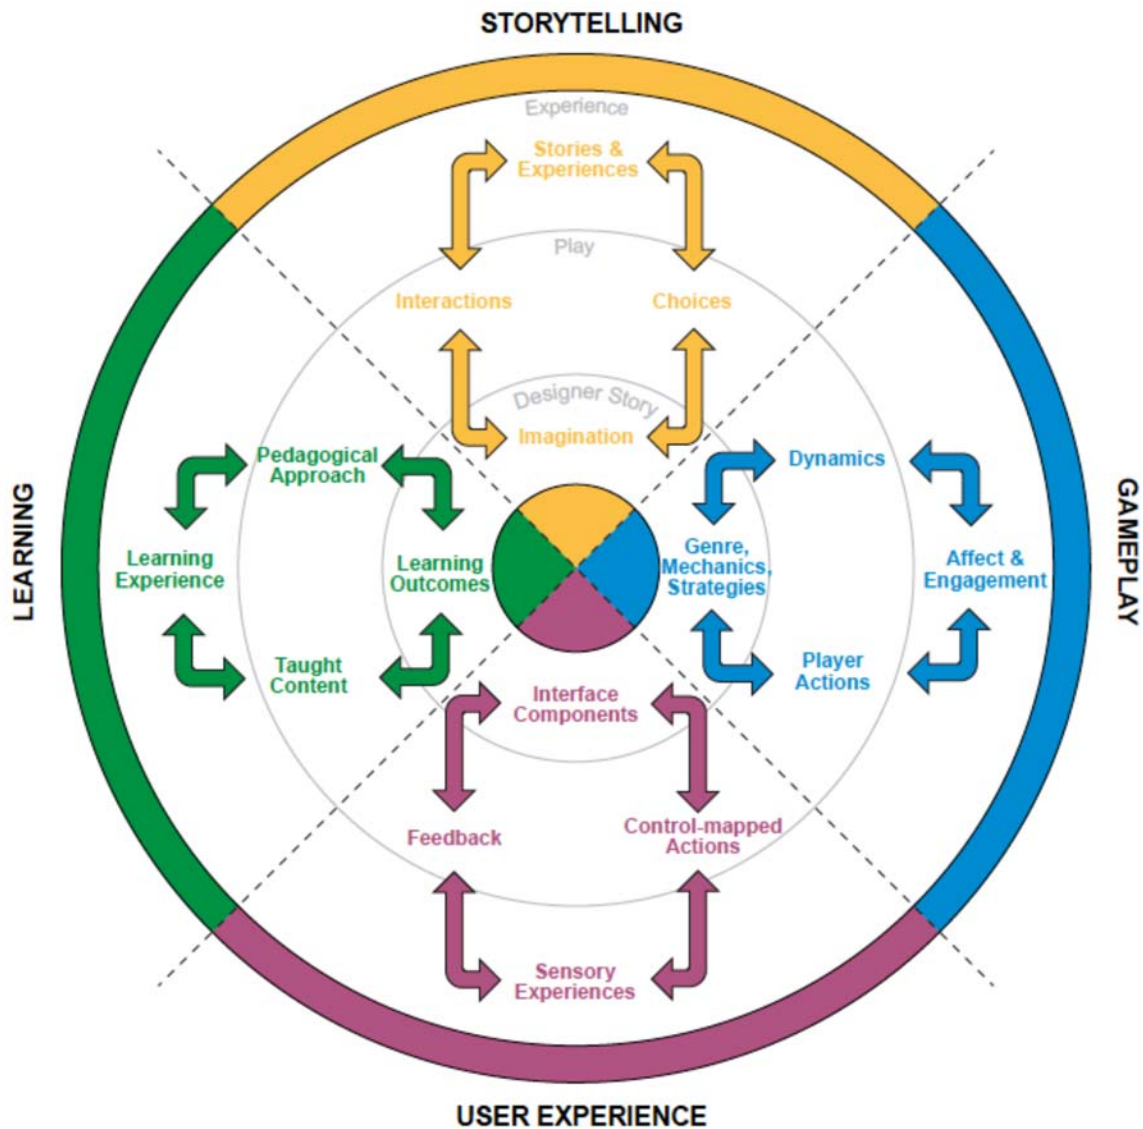 STORYTELLING
Experience
Stories &
Experiences
Play
Interactions
Choices
Designer Story
Imagination
Pedagogical
Approach
Dynamics
LEARNING
Learning
Experience
Learning
Outcomes
Genre,
Mechanics,
Strategies
Affect &
Engagement
GAMEPLAY
Taught
Content
Player
Actions
Interface
Components
Feedback
Control-mapped
Actions
Sensory
Experiences
USER EXPERIENCE